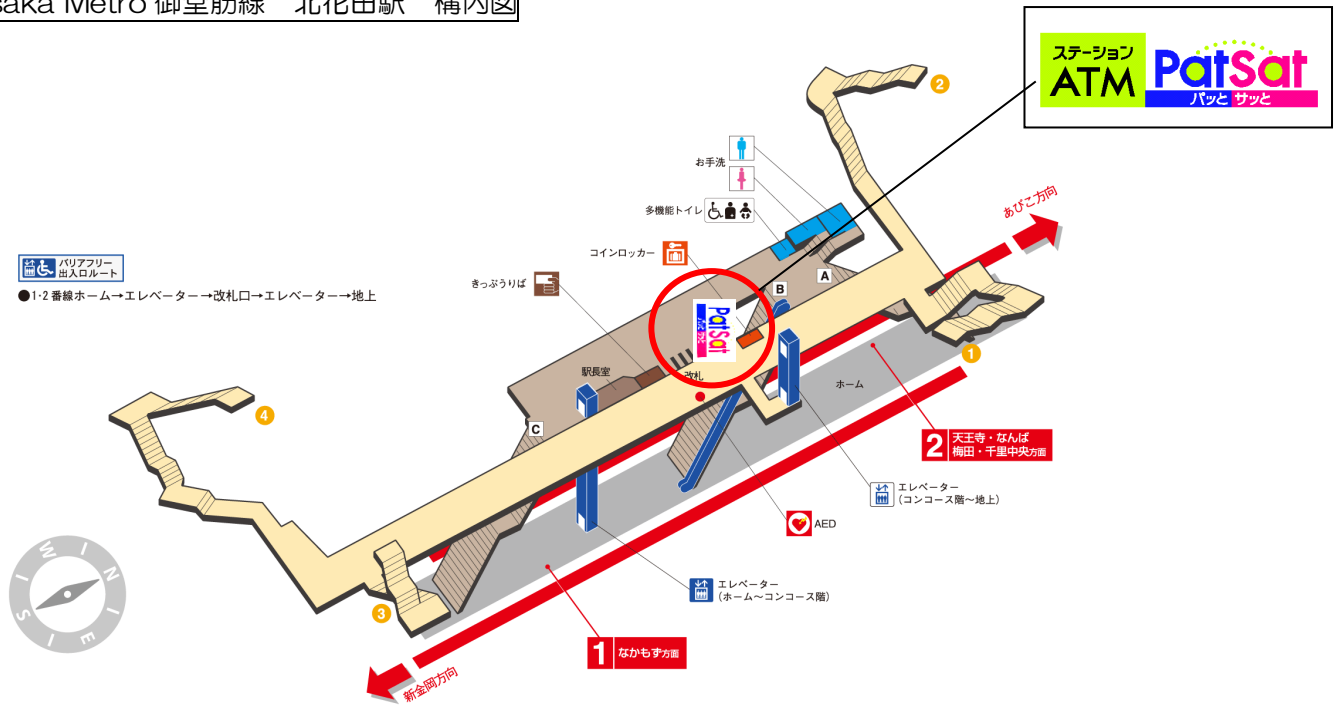 saka Metro 御堂筋線 北花田駅 構内図
ステーション
ATM
PatSat
パッと サッと
2
お手洗
あびこ方向
多機能トイレ
コインロッカー
A
バリアフリー
出入口ルート
きっぷうりば
B
●1・2番線ホーム→エレベーター→改札口→エレベーター→地上
PatSat
パッと サッと
1
駅長室
改札
ホーム
4
C
2 天王寺・なんば
梅田・千里中央方面
エレベーター
(コンコース階〜地上)
AED
W
N
エレベーター
(ホーム〜コンコース階)
S
E
3
1 なかもず方面
新金岡方向